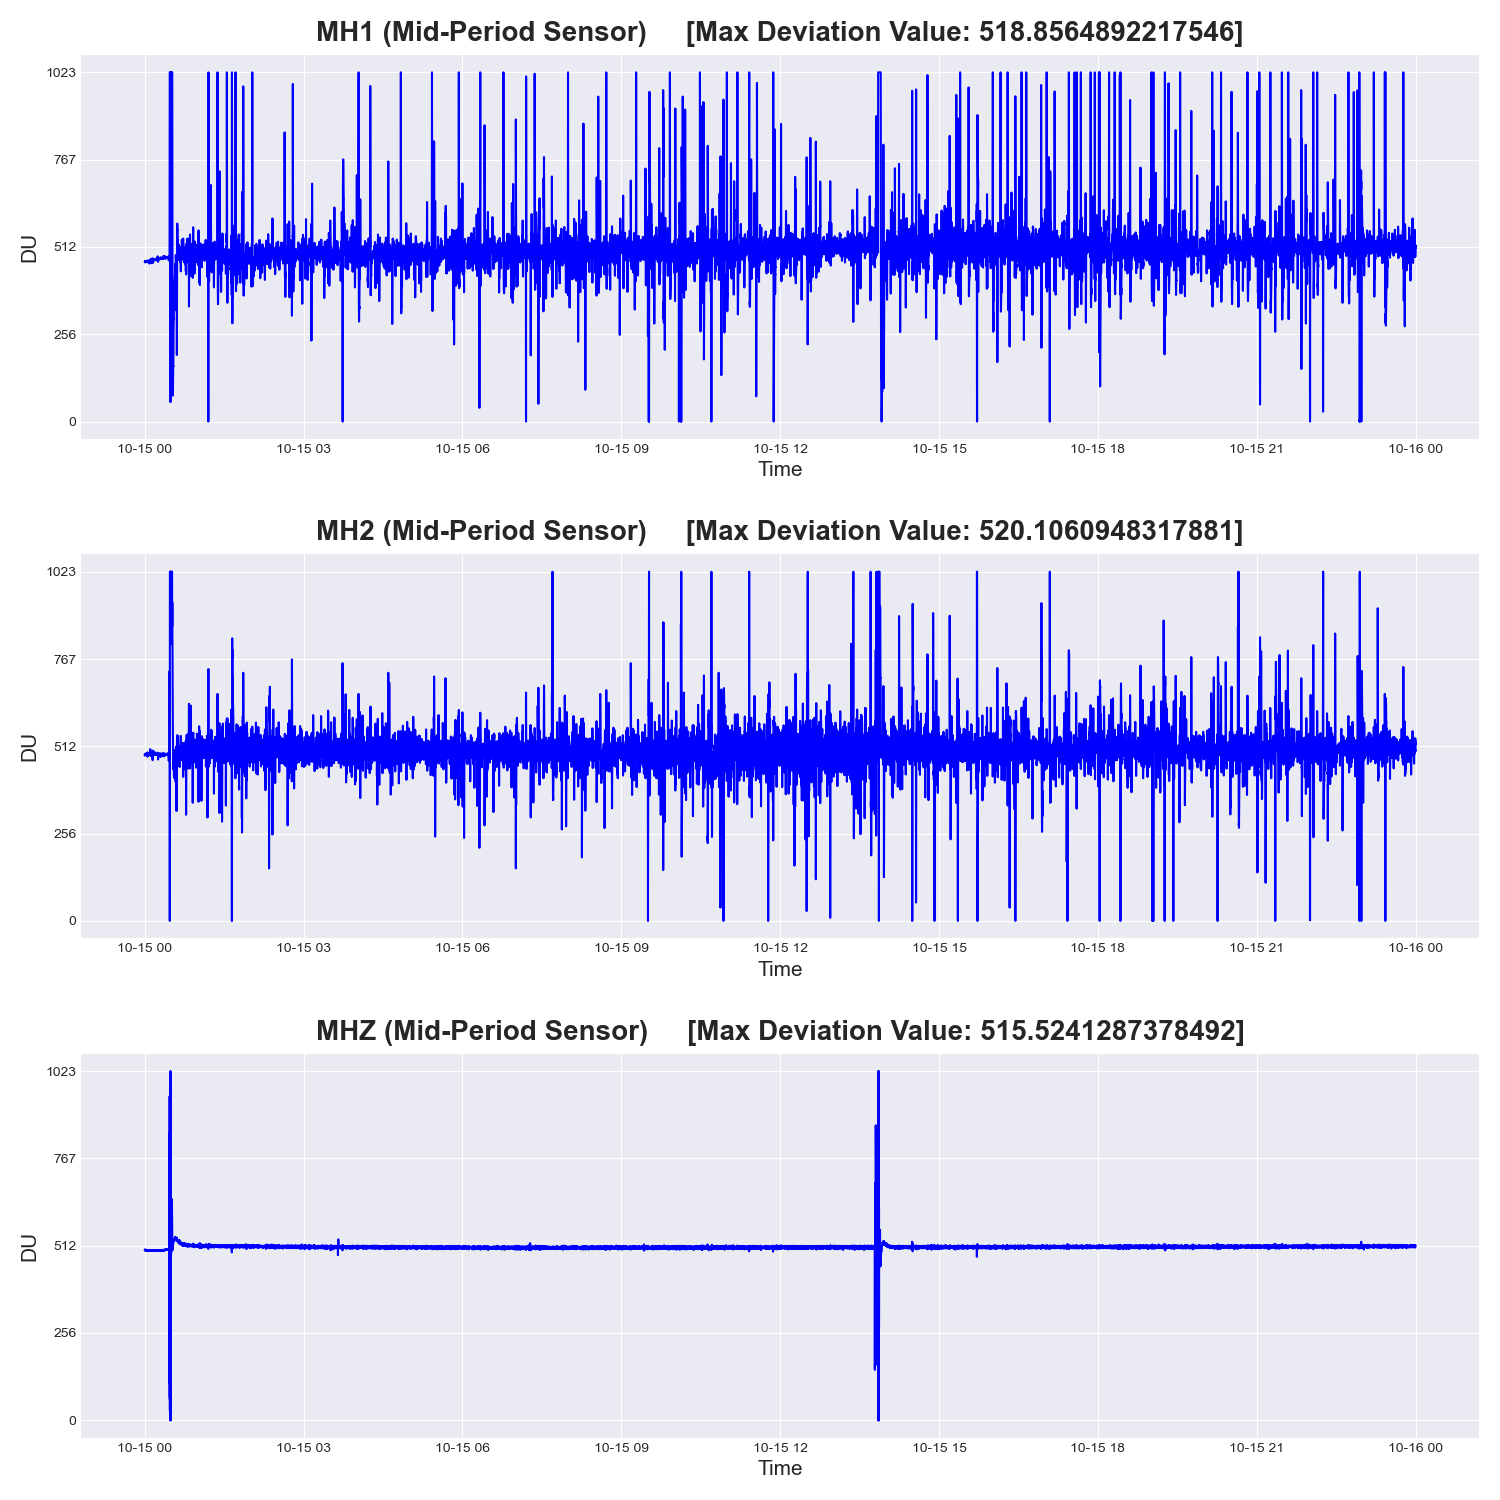 MH1 (Mid-Period Sensor) [Max Deviation Value: 518.8564892217546]
1023
767
512
256
0
DU
10-15 00 10-15 03 10-15 06 10-15 09 10-15 12 10-15 15 10-15 18 10-15 21 10-16 00
Time
MH2 (Mid-Period Sensor) [Max Deviation Value: 520.1060948317881]
1023
767
512
256
0
DU
10-15 00 10-15 03 10-15 06 10-15 09 10-15 12 10-15 15 10-15 18 10-15 21 10-16 00
Time
MHZ (Mid-Period Sensor) [Max Deviation Value: 515.5241287378492]
1023
767
512
256
0
DU
10-15 00 10-15 03 10-15 06 10-15 09 10-15 12 10-15 15 10-15 18 10-15 21 10-16 00
Time